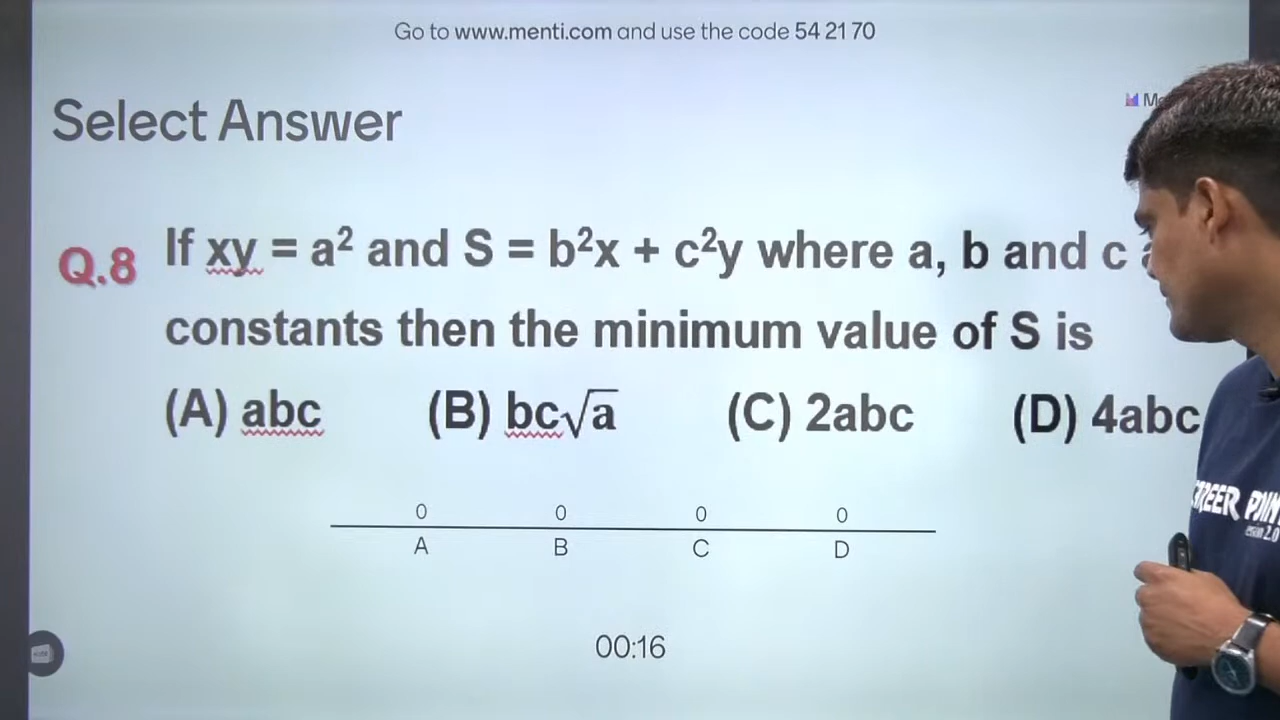 Go to www.menti.com and use the code 54 21 70
Select Answer
Q.8 If xy = a² and S = b²x + c²y where a, b and c
constants then the minimum value of S is
(A) abc (B) bc√a (C) 2abc (D) 4abc
0 0 0 0
A B C D
00:16